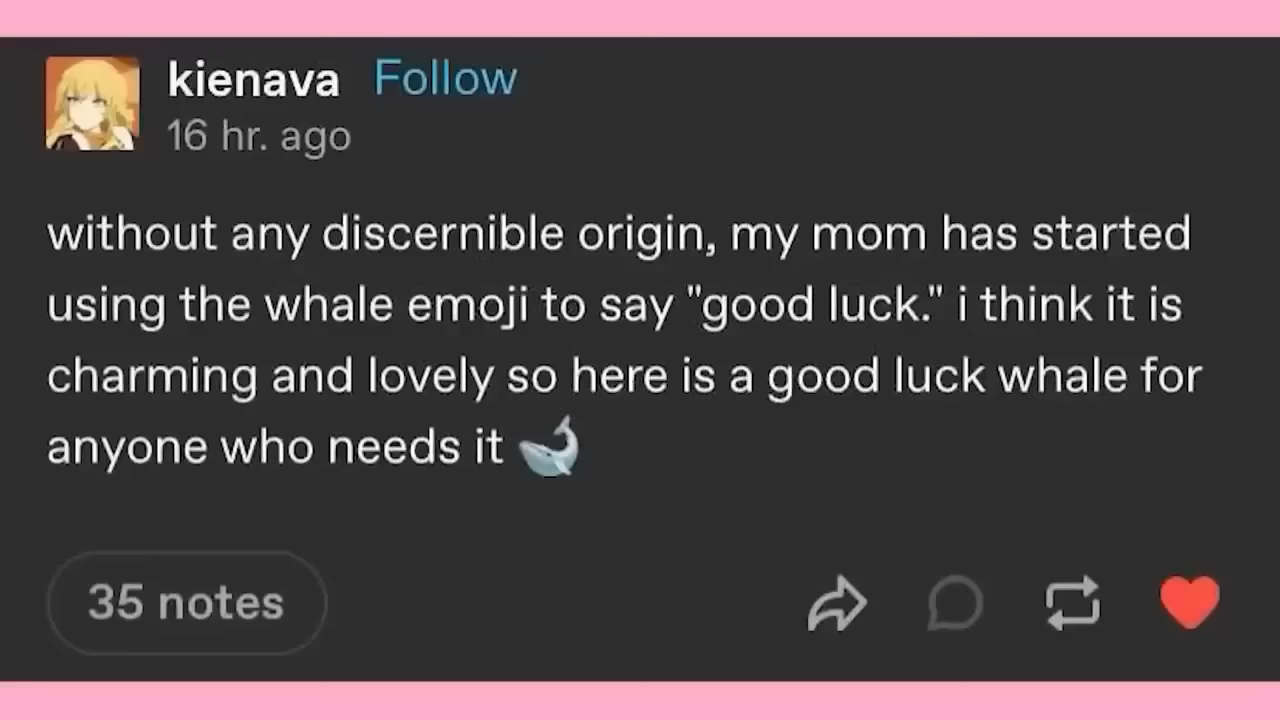 kienava Follow
16 hr. ago
without any discernible origin, my mom has started
using the whale emoji to say "good luck." i think it is
charming and lovely so here is a good luck whale for
anyone who needs it 🐋
35 notes